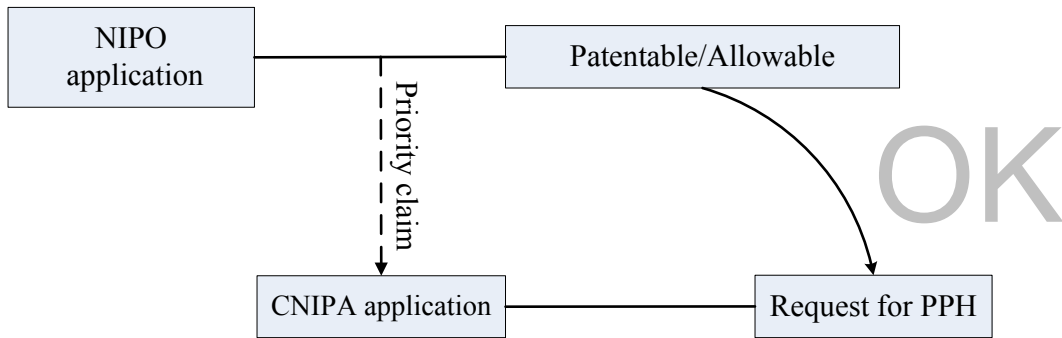 NIPO
application
Patentable/Allowable
Priority claim
OK
CNIPA application
Request for PPH